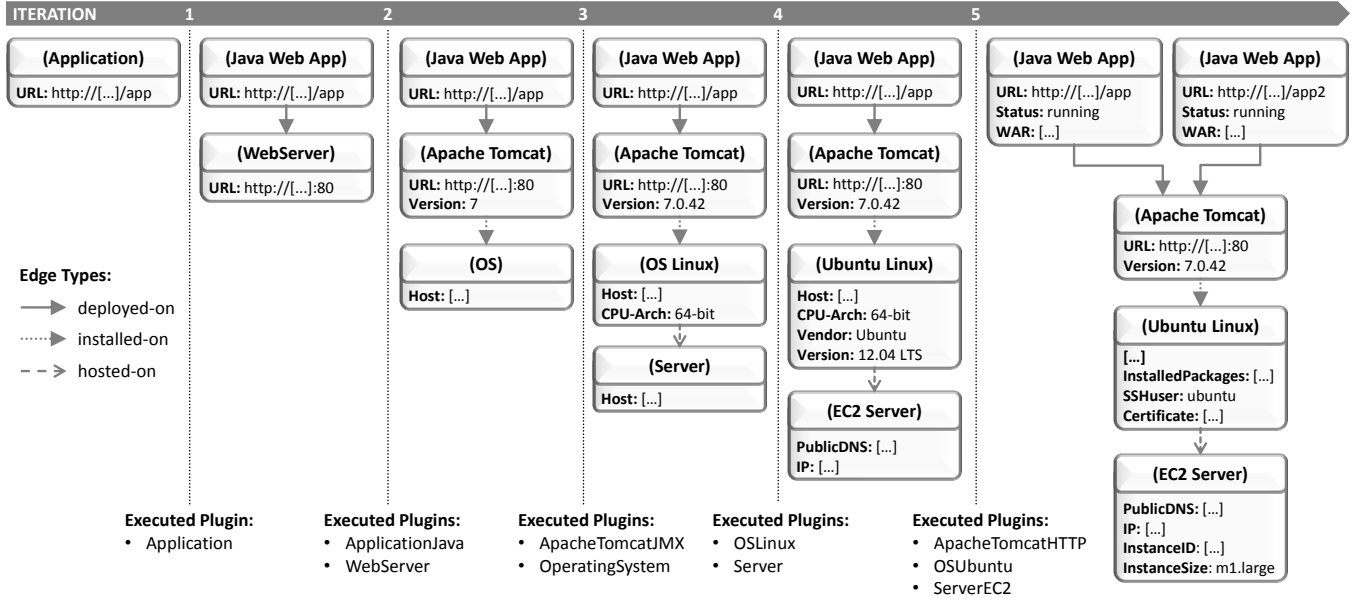 ITERATION 1 2 3 4 5
(Application)
URL: http://[...]/app
(Java Web App)
URL: http://[...]/app
(WebServer)
URL: http://[...]:80
(Java Web App)
URL: http://[...]/app
(Apache Tomcat)
URL: http://[...]:80
Version: 7
(OS)
Host: [...]
(Java Web App)
URL: http://[...]/app
(Apache Tomcat)
URL: http://[...]:80
Version: 7.0.42
(OS Linux)
Host: [...]
CPU-Arch: 64-bit
(Server)
Host: [...]
(Java Web App)
URL: http://[...]/app
(Apache Tomcat)
URL: http://[...]:80
Version: 7.0.42
(Ubuntu Linux)
Host: [...]
CPU-Arch: 64-bit
Vendor: Ubuntu
Version: 12.04 LTS
(EC2 Server)
PublicDNS: [...]
IP: [...]
(Java Web App)
URL: http://[...]/app
Status: running
WAR: [...]
(Java Web App)
URL: http://[...]/app2
Status: running
WAR: [...]
(Apache Tomcat)
URL: http://[...]:80
Version: 7.0.42
(Ubuntu Linux)
[...]
InstalledPackages: [...]
SSHuser: ubuntu
Certificate: [...]
(EC2 Server)
PublicDNS: [...]
IP: [...]
InstanceID: [...]
InstanceSize: m1.large
Edge Types:
deployed-on
installed-on
hosted-on
Executed Plugin:
• Application
Executed Plugins:
• ApplicationJava
• WebServer
Executed Plugins:
• ApacheTomcatJMX
• OperatingSystem
Executed Plugins:
• OSLinux
• Server
Executed Plugins:
• ApacheTomcatHTTP
• OSUbuntu
• ServerEC2